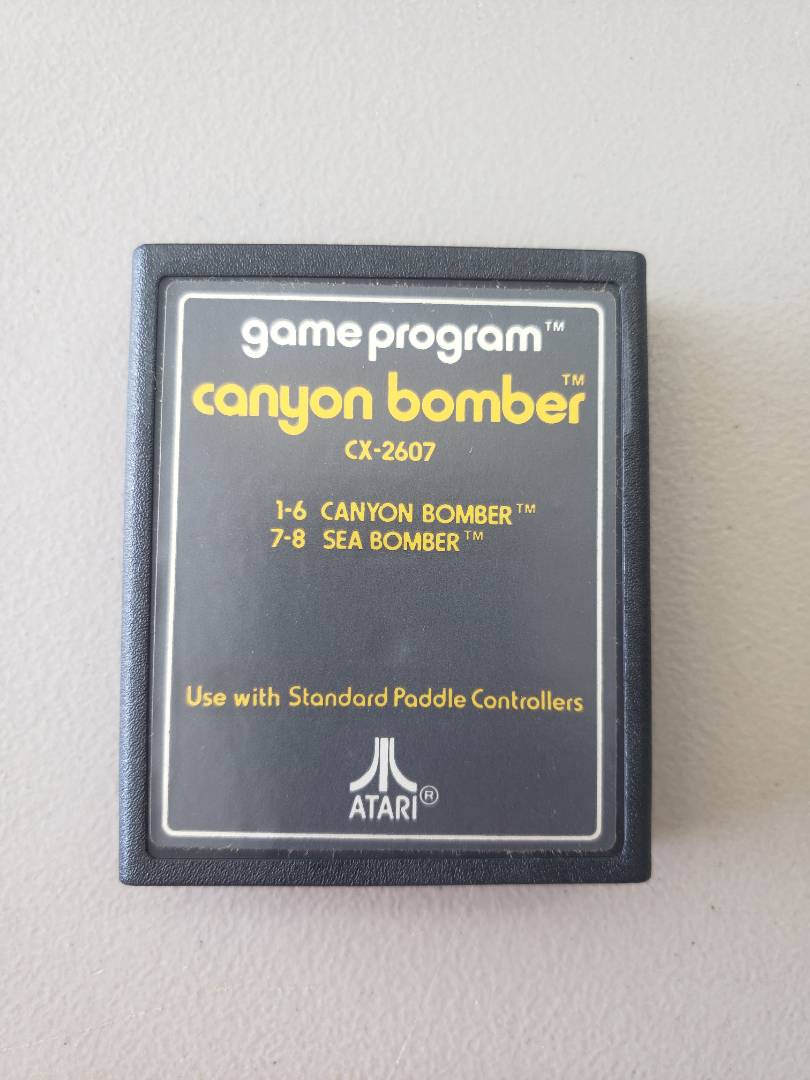 game program™
canyon bomber™
CX-2607
1-6 CANYON BOMBER™
7-8 SEA BOMBER™
Use with Standard Paddle Controllers
ATARI®